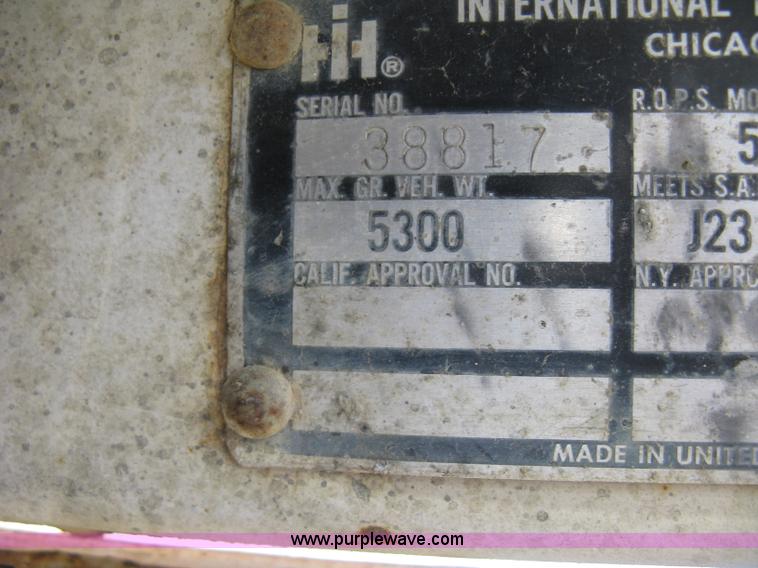 INTERNATIONAL
IH ®
CHICAG
SERIAL NO.
R.O.P.S. MO
38817
5
MAX. GR. VEH. WT.
MEETS S.A.
5300
J23
CALIF. APPROVAL NO.
N.Y. APPRO
MADE IN UNITED
www.purplewave.com